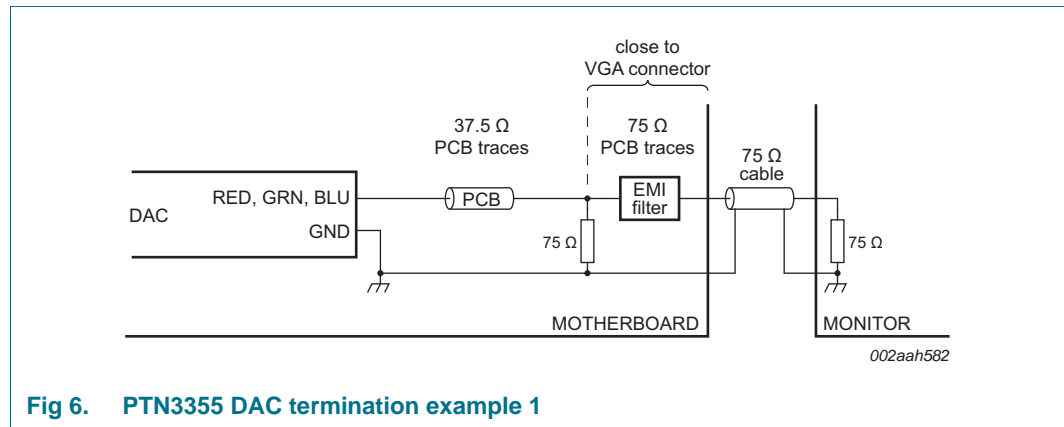 close to
VGA connector
37.5 Ω
PCB traces
75 Ω
PCB traces
75 Ω
cable
RED, GRN, BLU
PCB
EMI
filter
DAC
GND
75 Ω
75 Ω
MOTHERBOARD
MONITOR
002aah582
Fig 6. PTN3355 DAC termination example 1